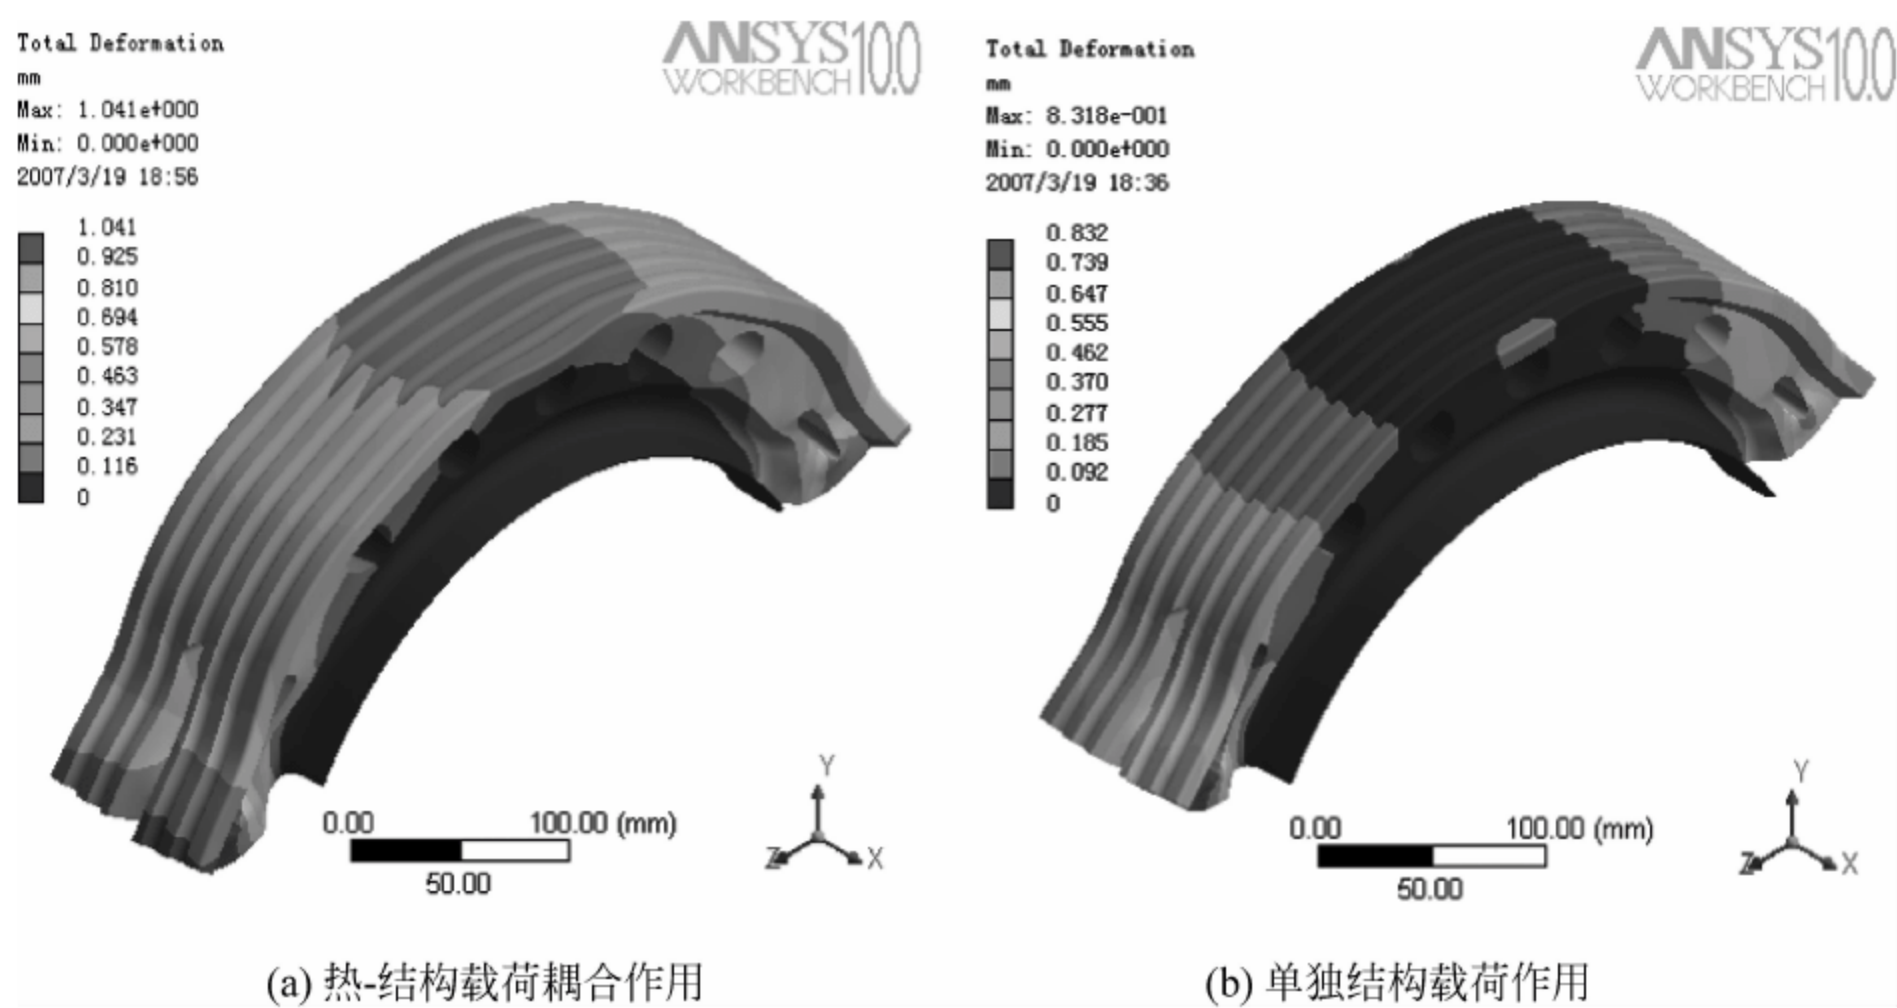 Total Deformation
mm
Max: 1.041e+000
Min: 0.000e+000
2007/3/19 18:56
1.041
0.925
0.810
0.694
0.578
0.463
0.347
0.231
0.116
0
ANSYS 10.0
WORKBENCH
0.00 100.00 (mm)
50.00
Y
Z X
(a) 热-结构载荷耦合作用
Total Deformation
mm
Max: 8.318e-001
Min: 0.000e+000
2007/3/19 18:36
0.832
0.739
0.647
0.555
0.462
0.370
0.277
0.185
0.092
0
ANSYS 10.0
WORKBENCH
0.00 100.00 (mm)
50.00
Y
Z X
(b) 单独结构载荷作用